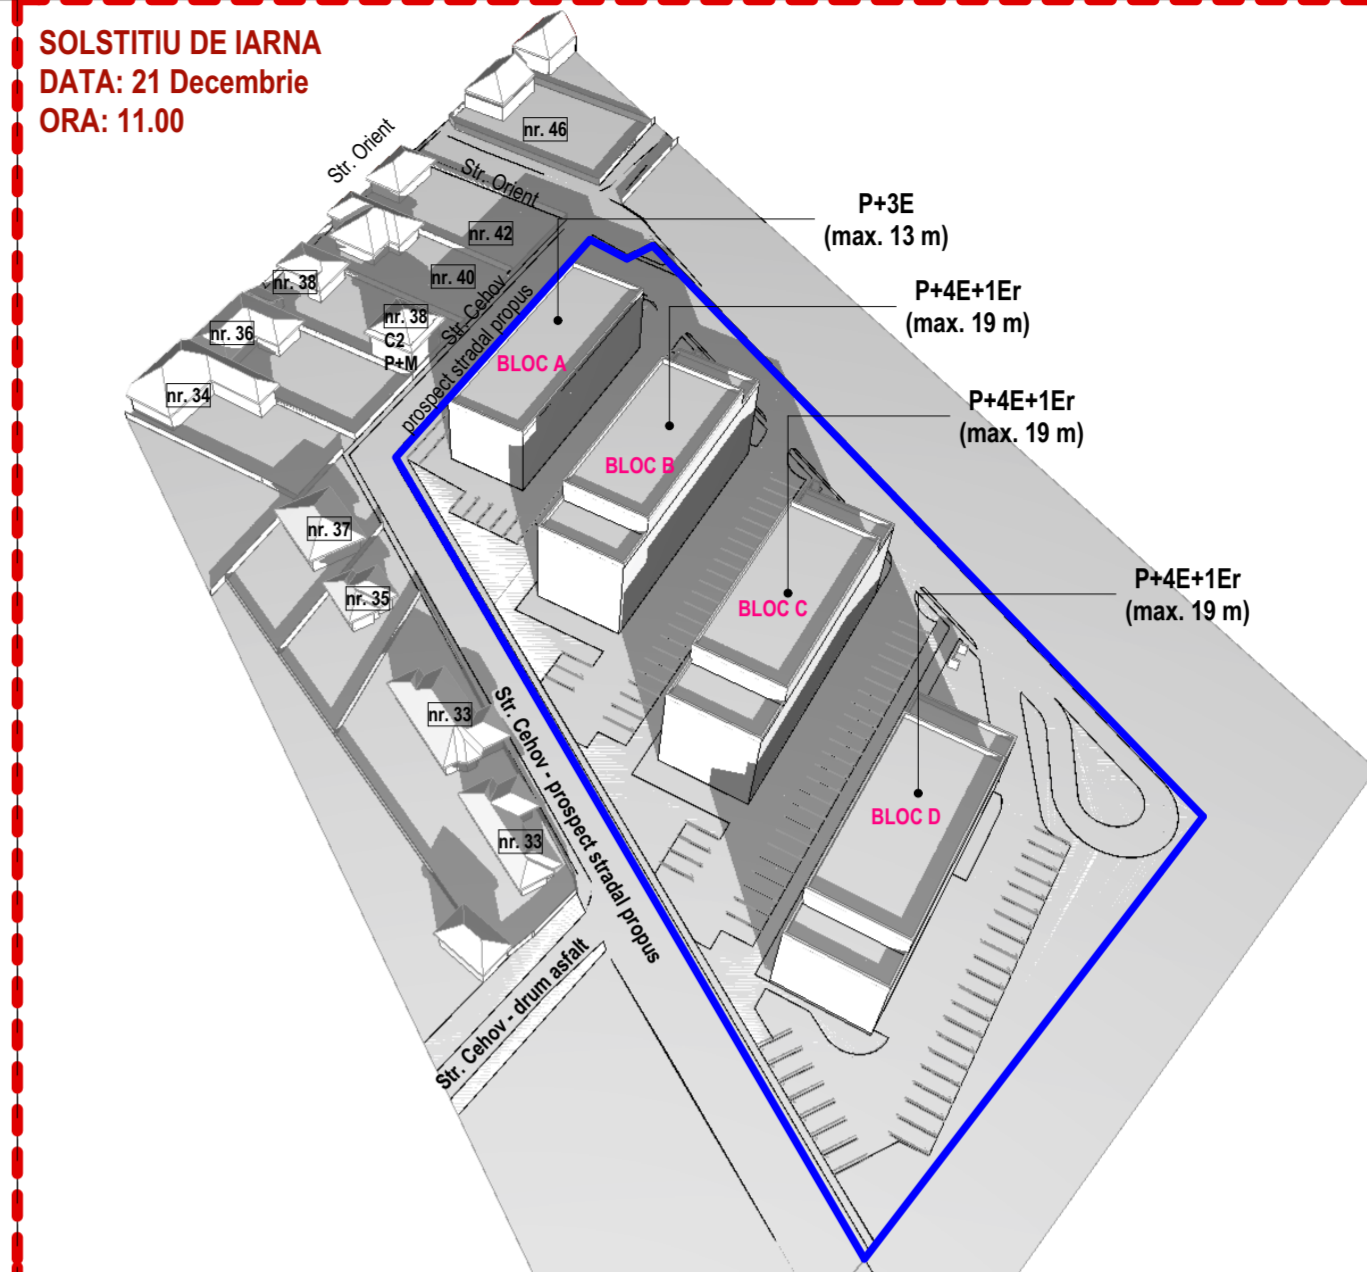 SOLSTITIU DE IARNA
DATA: 21 Decembrie
ORA: 11.00
nr. 46
Str. Orient
Str. Orient
P+3E
(max. 13 m)
nr. 42
nr. 40
nr. 38
P+4E+1Er
(max. 19 m)
nr. 38
C2
P+M
nr. 36
Str. Cehov -
prospect stradal propus
BLOC A
nr. 34
P+4E+1Er
(max. 19 m)
BLOC B
nr. 37
nr. 35
P+4E+1Er
(max. 19 m)
BLOC C
nr. 33
Str. Cehov - prospect stradal propus
BLOC D
nr. 33
Str. Cehov - drum asfalt